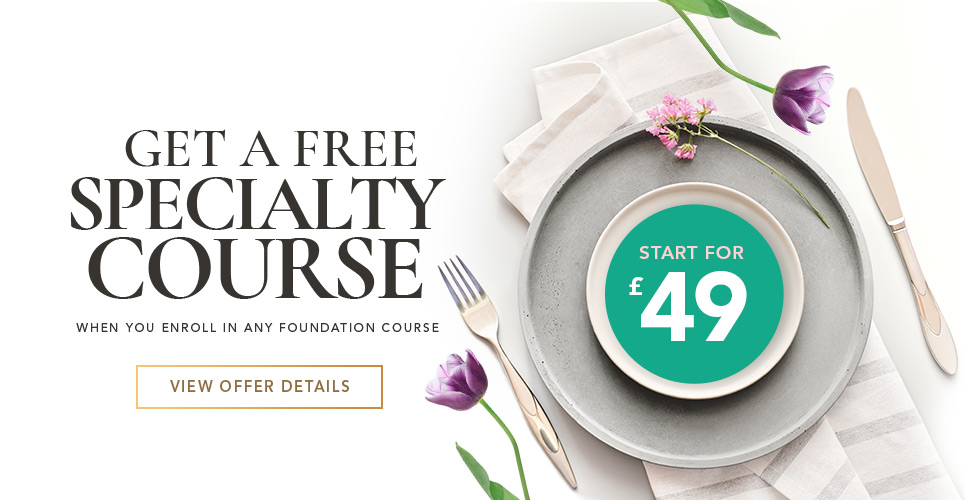 GET A FREE
SPECIALTY
COURSE
WHEN YOU ENROLL IN ANY FOUNDATION COURSE
VIEW OFFER DETAILS
START FOR
£49